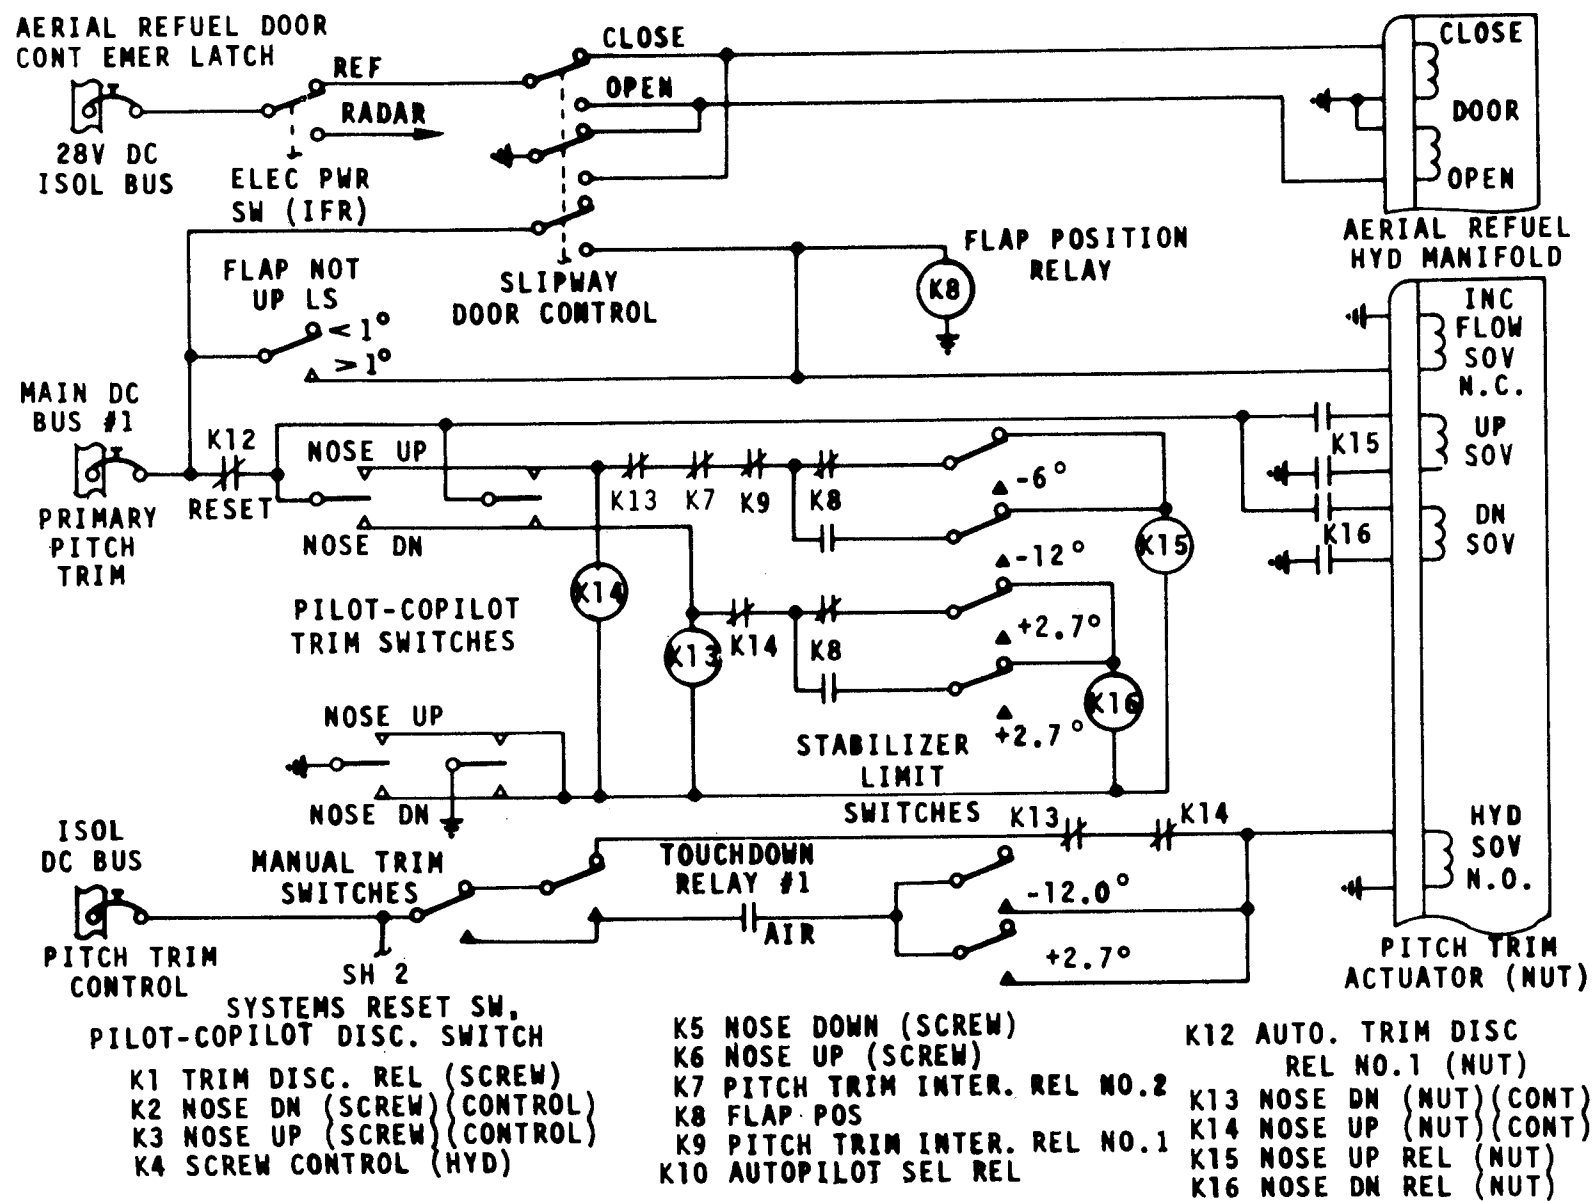 AERIAL REFUEL DOOR
CONT EMER LATCH
REF
RADAR
28V DC
ISOL BUS
ELEC PWR
SW (IFR)
CLOSE
OPEN
SLIPWAY
DOOR CONTROL
CLOSE
DOOR
OPEN
AERIAL REFUEL
HYD MANIFOLD
FLAP POSITION
RELAY
K8
FLAP NOT
UP LS
< 1°
> 1°
INC
FLOW
SOV
N.C.
MAIN DC
BUS #1
K12
RESET
PRIMARY
PITCH
TRIM
NOSE UP
NOSE DN
K13
K7
K9
K8
-6°
-12°
K15
K15
UP
SOV
K16
DN
SOV
PILOT-COPILOT
TRIM SWITCHES
K14
K13
K14
K8
+2.7°
+2.7°
K16
STABILIZER
LIMIT
SWITCHES
NOSE UP
NOSE DN
ISOL
DC BUS
PITCH TRIM
CONTROL
MANUAL TRIM
SWITCHES
SH 2
SYSTEMS RESET SW,
PILOT-COPILOT DISC. SWITCH
TOUCHDOWN
RELAY #1
AIR
K13
K14
-12.0°
+2.7°
HYD
SOV
N.O.
PITCH TRIM
ACTUATOR (NUT)
K1 TRIM DISC. REL (SCREW)
K2 NOSE DN (SCREW)(CONTROL)
K3 NOSE UP (SCREW)(CONTROL)
K4 SCREW CONTROL (HYD)
K5 NOSE DOWN (SCREW)
K6 NOSE UP (SCREW)
K7 PITCH TRIM INTER. REL NO.2
K8 FLAP POS
K9 PITCH TRIM INTER. REL NO.1
K10 AUTOPILOT SEL REL
K12 AUTO. TRIM DISC
REL NO.1 (NUT)
K13 NOSE DN (NUT)(CONT)
K14 NOSE UP (NUT)(CONT)
K15 NOSE UP REL (NUT)
K16 NOSE DN REL (NUT)